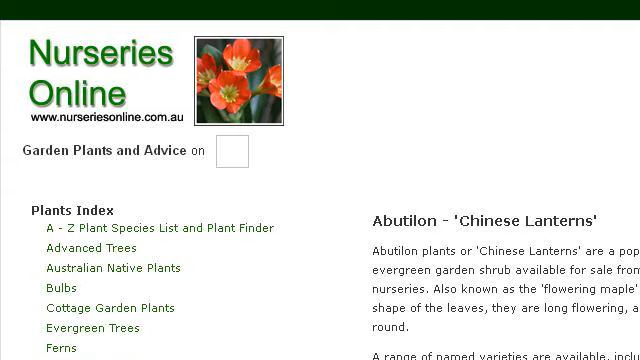 Nurseries
Online
www.nurseriesonline.com.au
Garden Plants and Advice on
Plants Index
A - Z Plant Species List and Plant Finder
Advanced Trees
Australian Native Plants
Bulbs
Cottage Garden Plants
Evergreen Trees
Ferns
Abutilon - 'Chinese Lanterns'
Abutilon plants or 'Chinese Lanterns' are a pop
evergreen garden shrub available for sale from
nurseries. Also known as the 'flowering maple'
shape of the leaves, they are long flowering, a
round.
A range of named varieties are available, inclu